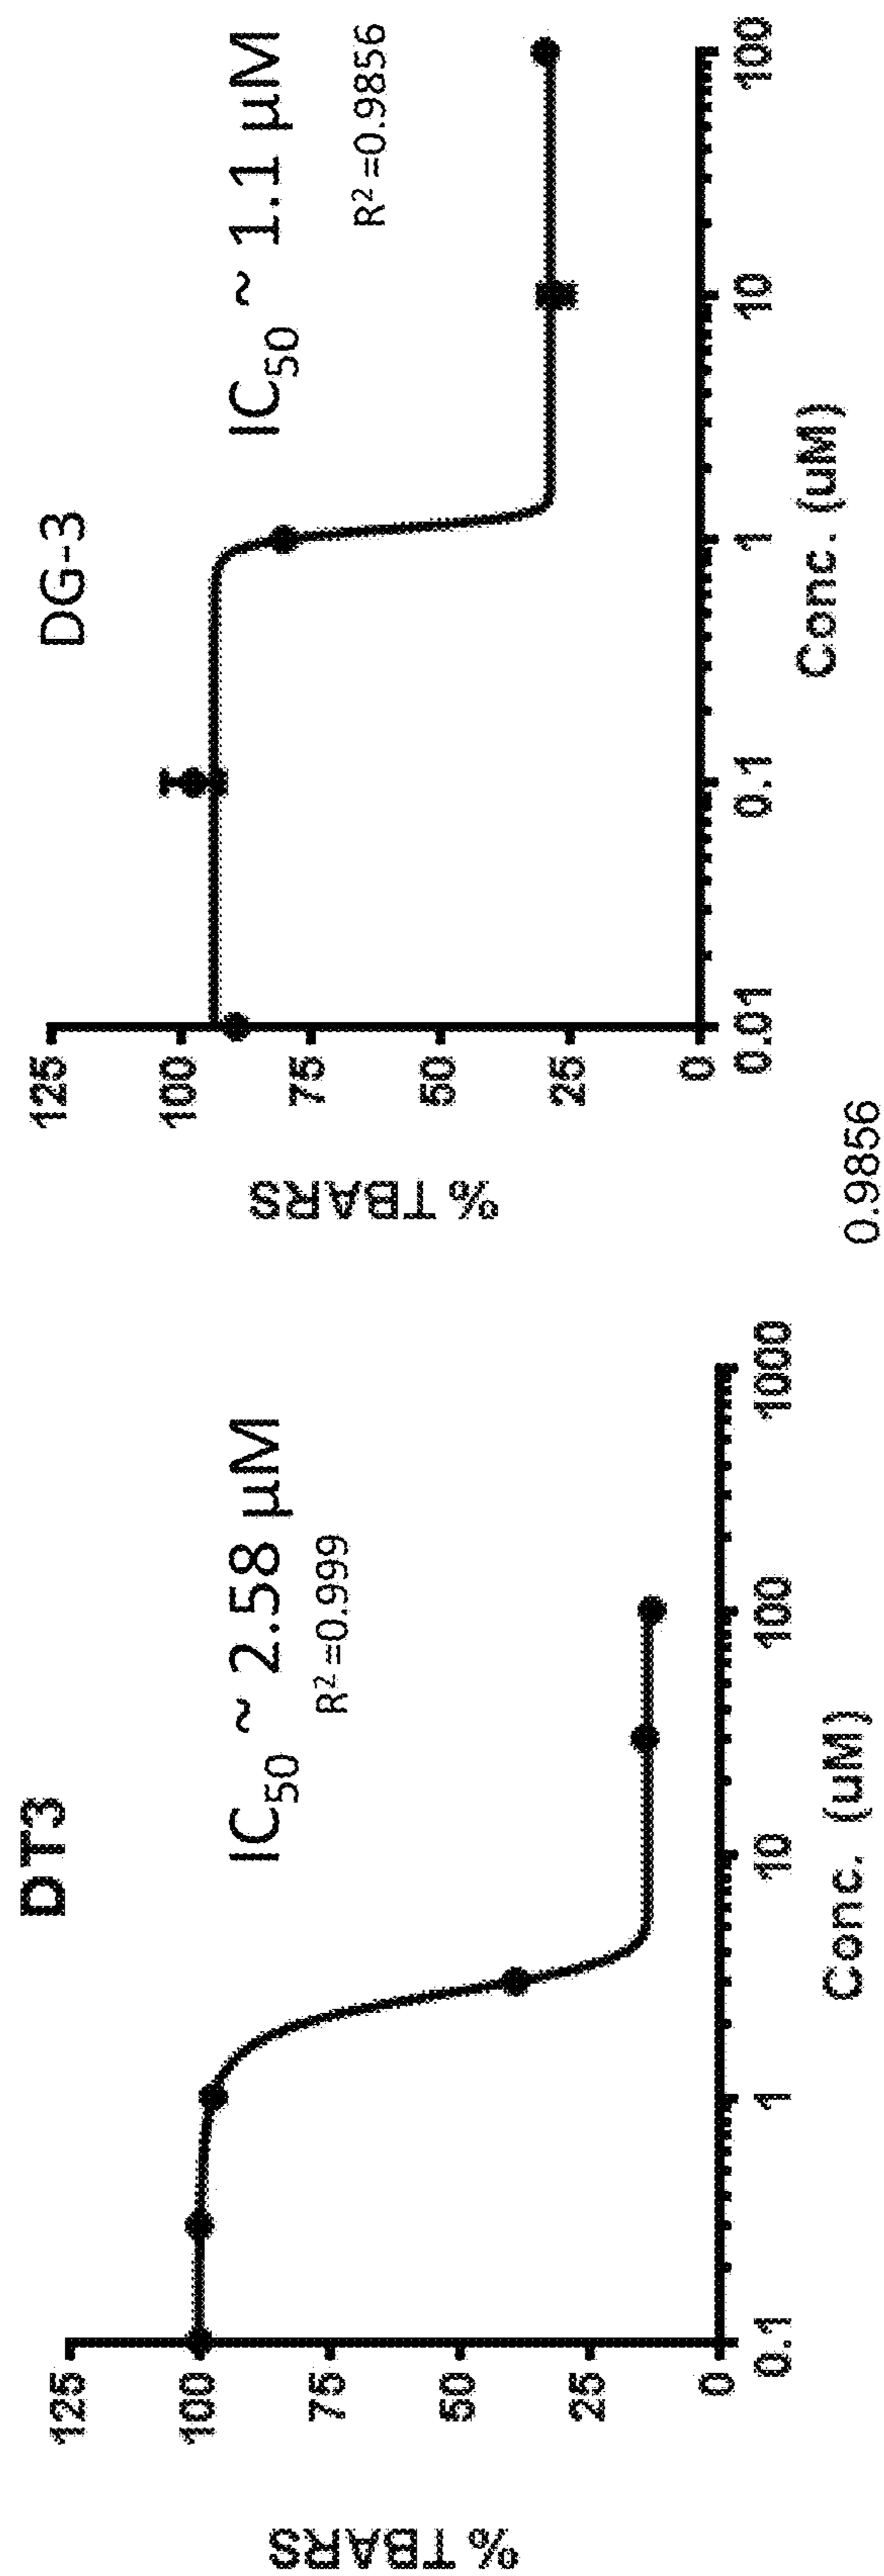 DT3
IC50 ~ 2.58 µM
R² =0.999
% TBARS
125
100
75
50
25
0
0.1
1
10
100
1000
Conc. (uM)
DG-3
IC50 ~ 1.1 µM
R² =0.9856
% TBARS
125
100
75
50
25
0
0.01
0.1
1
10
100
Conc. (uM)
0.9856